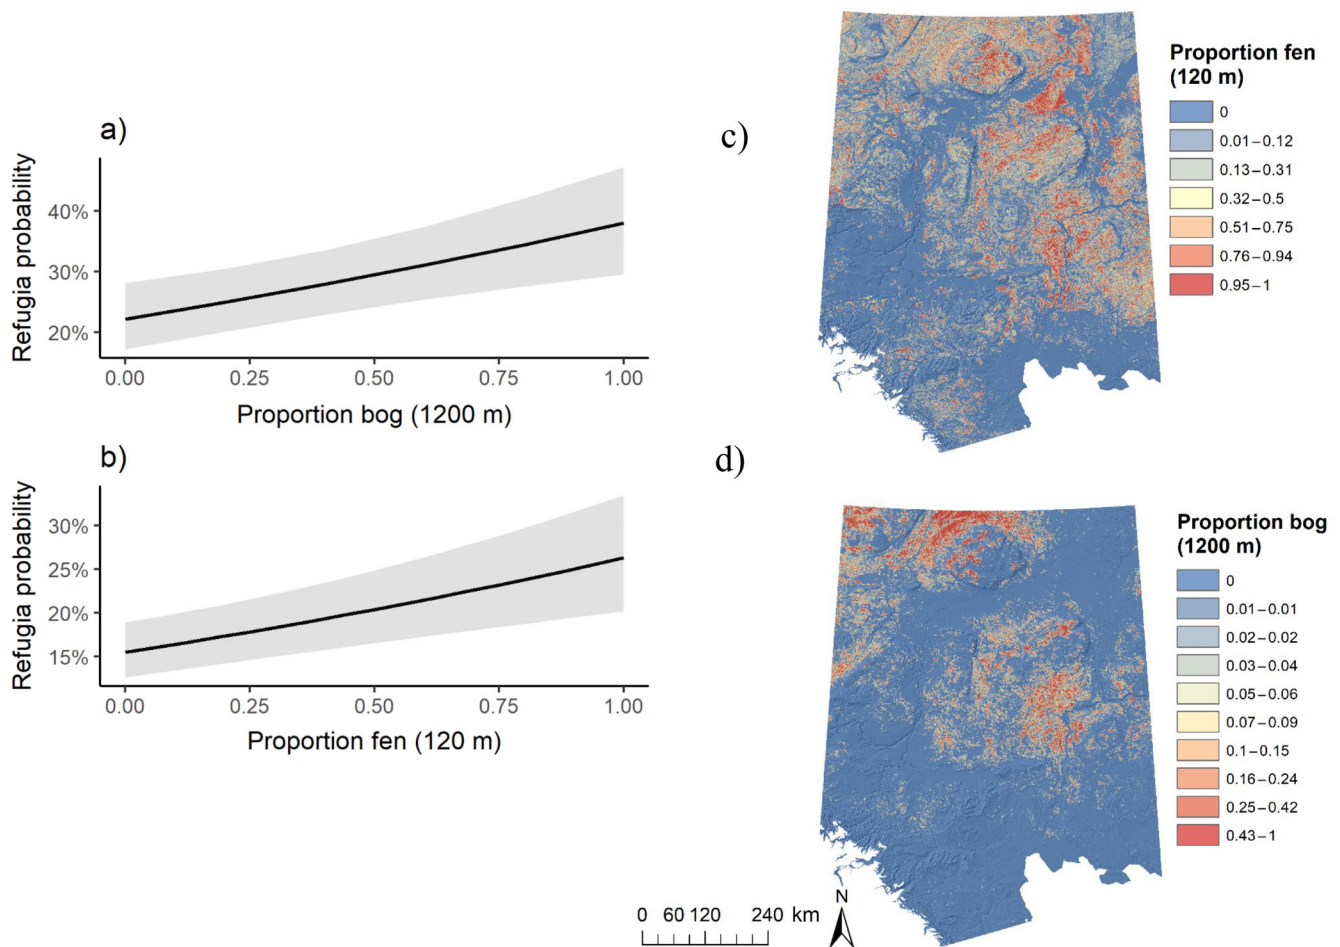 a)
Refugia probability
40%
30%
20%
0.00 0.25 0.50 0.75 1.00
Proportion bog (1200 m)
b)
Refugia probability
30%
25%
20%
15%
0.00 0.25 0.50 0.75 1.00
Proportion fen (120 m)
c)
Proportion fen
(120 m)
0
0.01–0.12
0.13–0.31
0.32–0.5
0.51–0.75
0.76–0.94
0.95–1
d)
Proportion bog
(1200 m)
0
0.01–0.01
0.02–0.02
0.03–0.04
0.05–0.06
0.07–0.09
0.1–0.15
0.16–0.24
0.25–0.42
0.43–1
0 60 120 240 km
N